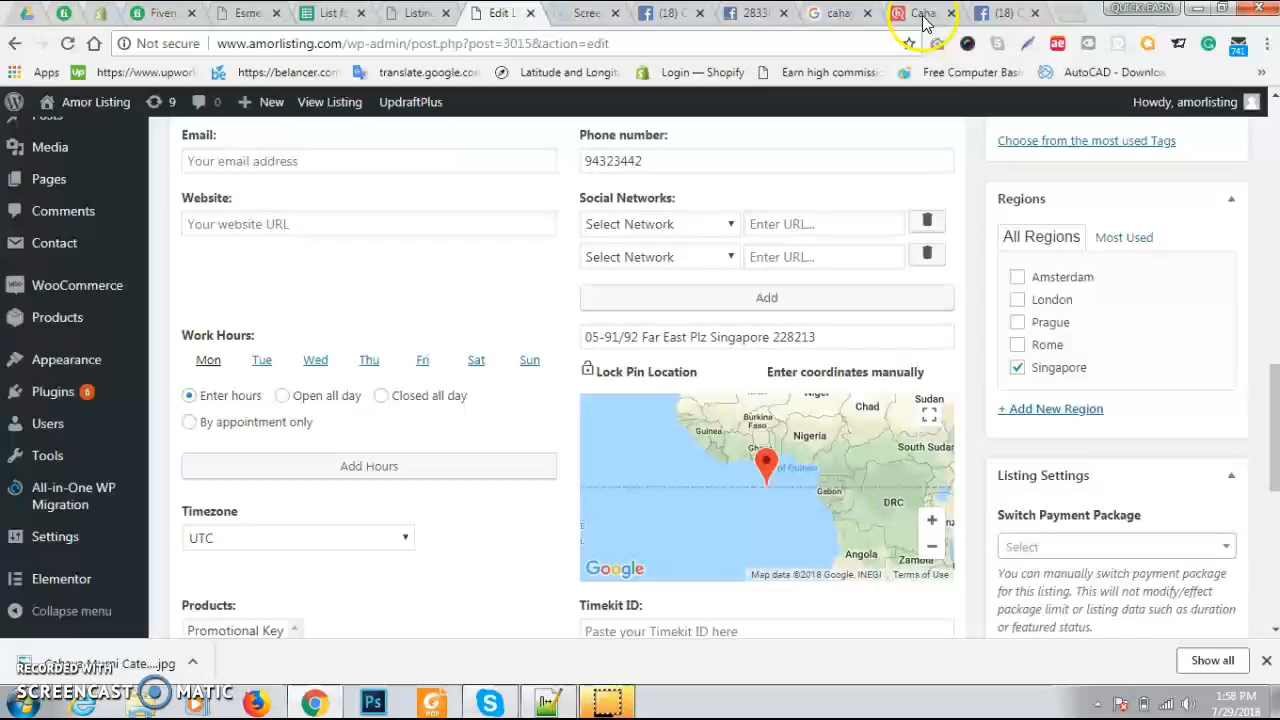 Fiver
Esme
List f
Listin
Edit L
Scree
(18) C
2833
cahay
Caha
(18) C
QUICKLEARN
Not secure
www.amorlisting.com/wp-admin/post.php?post=3015&action=edit
741
Apps
https://www.upwork
https://belancer.com
translate.google.com
Latitude and Longit
Login — Shopify
Earn high commissi
Free Computer Basi
AutoCAD - Downlo
Amor Listing
9
0
New
View Listing
UpdraftPlus
Howdy, amorlisting
Posts
Media
Pages
Comments
Contact
WooCommerce
Products
Appearance
Plugins 6
Users
Tools
All-in-One WP
Migration
Settings
Elementor
Collapse menu
Email:
Your email address
Phone number:
94323442
Website:
Your website URL
Social Networks:
Select Network
Enter URL...
Select Network
Enter URL...
Add
Work Hours:
Mon Tue Wed Thu Fri Sat Sun
Enter hours Open all day Closed all day
By appointment only
Add Hours
Timezone
UTC
Products:
Promotional Key
05-91/92 Far East Plz Singapore 228213
Lock Pin Location
Enter coordinates manually
Burkina
Faso
Guinea
Nigeria
Chad
Sudan
South Sudan
Gabon
DRC
Angola
Google
Map data ©2018 Google, INEGI
Terms of Use
Timekit ID:
Paste your Timekit ID here
Choose from the most used Tags
Regions
All Regions
Most Used
Amsterdam
London
Prague
Rome
Singapore
+ Add New Region
Listing Settings
Switch Payment Package
Select
You can manually switch payment package
for this listing. This will not modify/effect
package limit or listing data such as duration
or featured status.
Show all
RECORDED WITH
SCREENCAST MATIC
1:58 PM
7/29/2018